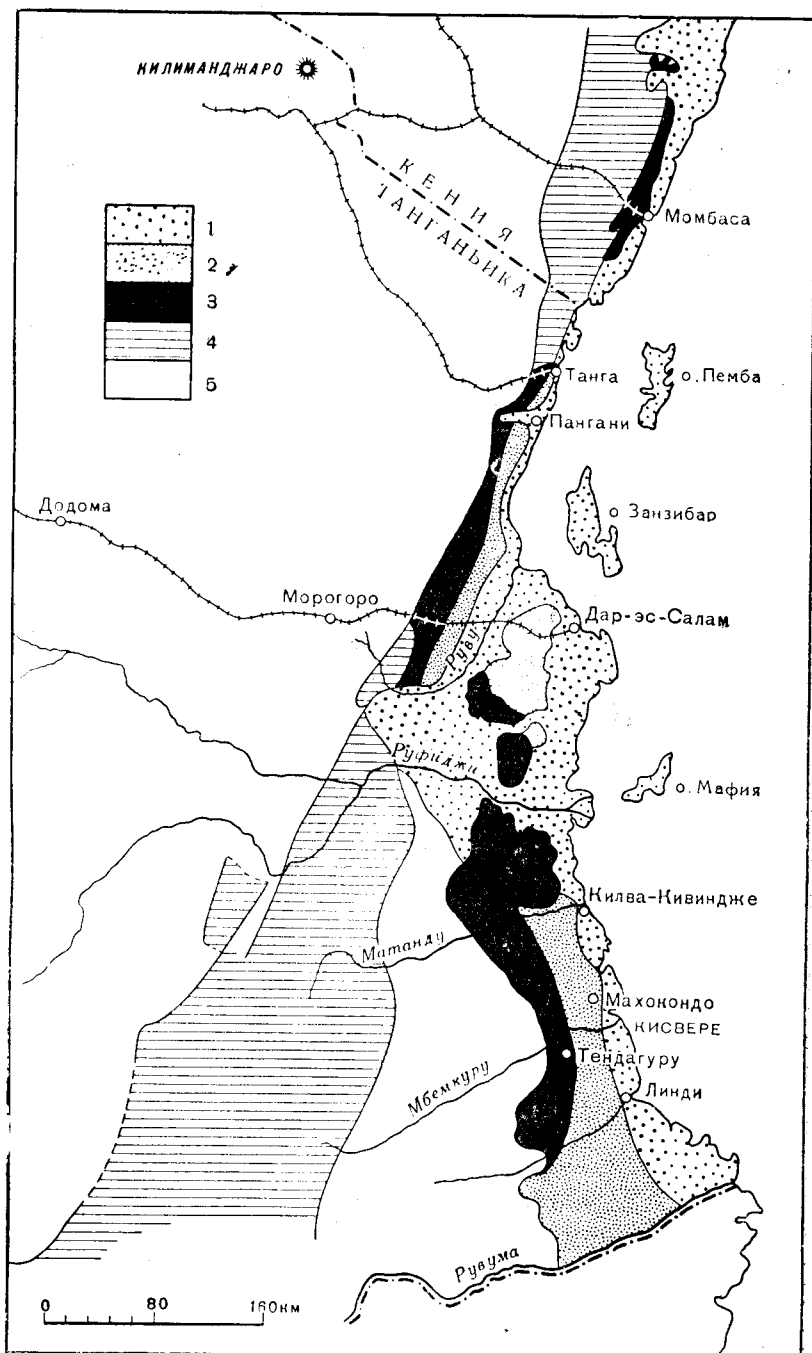 КИЛИМАНДЖАРО
КЕНИЯ
ТАНГАНЬИКА
Момбаса
1
2
3
4
5
Танга
о. Пемба
Пангани
Додома
о Занзибар
Морогоро
Дар-эс-Салам
Руву
Руфиджи
о. Мафия
Килва-Кивиндже
Матанду
Махокондо
КИСВЕРЕ
Тендагуру
Мбемкуру
Линди
Рувума
0 80 160км